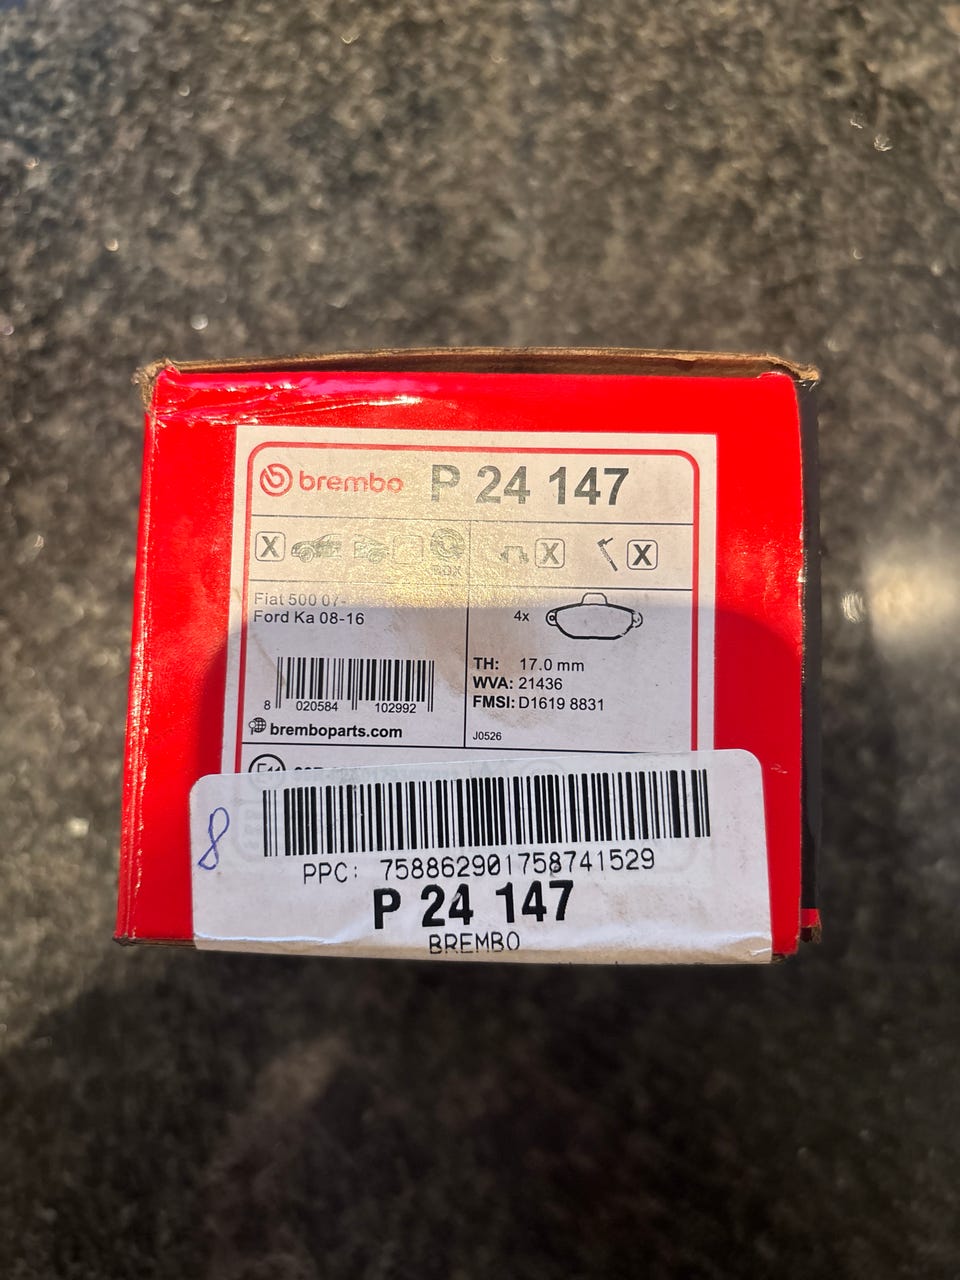 brembo P 24 147
X X X
Fiat 500 07-
Ford Ka 08-16
4x
TH: 17.0 mm
WVA: 21436
FMSI: D1619 8831
8 020584 102992
bremboparts.com
J0526
8
PPC: 758862901758741529
P 24 147
BREMBO